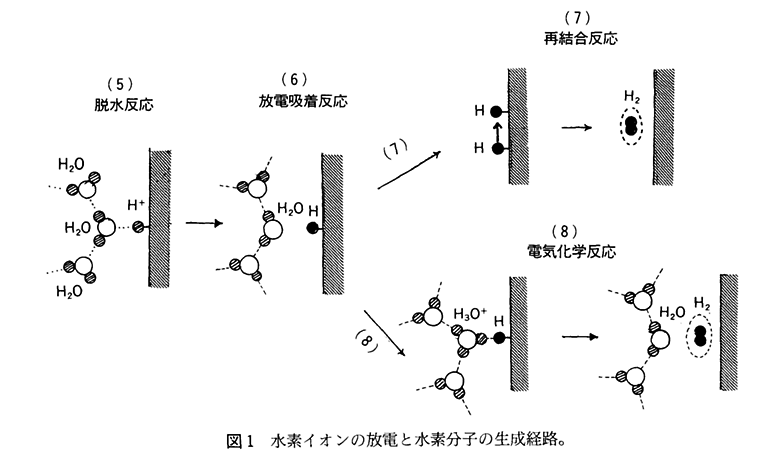 (5)
脱水反応
(6)
放電吸着反応
(7)
再結合反応
H₂O
H⁺
H₂O
H₂O
H₂O
H
(7)
H
H
H₂
(8)
(8)
電気化学反応
H₃O⁺
H
H₂O
H₂
図1 水素イオンの放電と水素分子の生成経路。